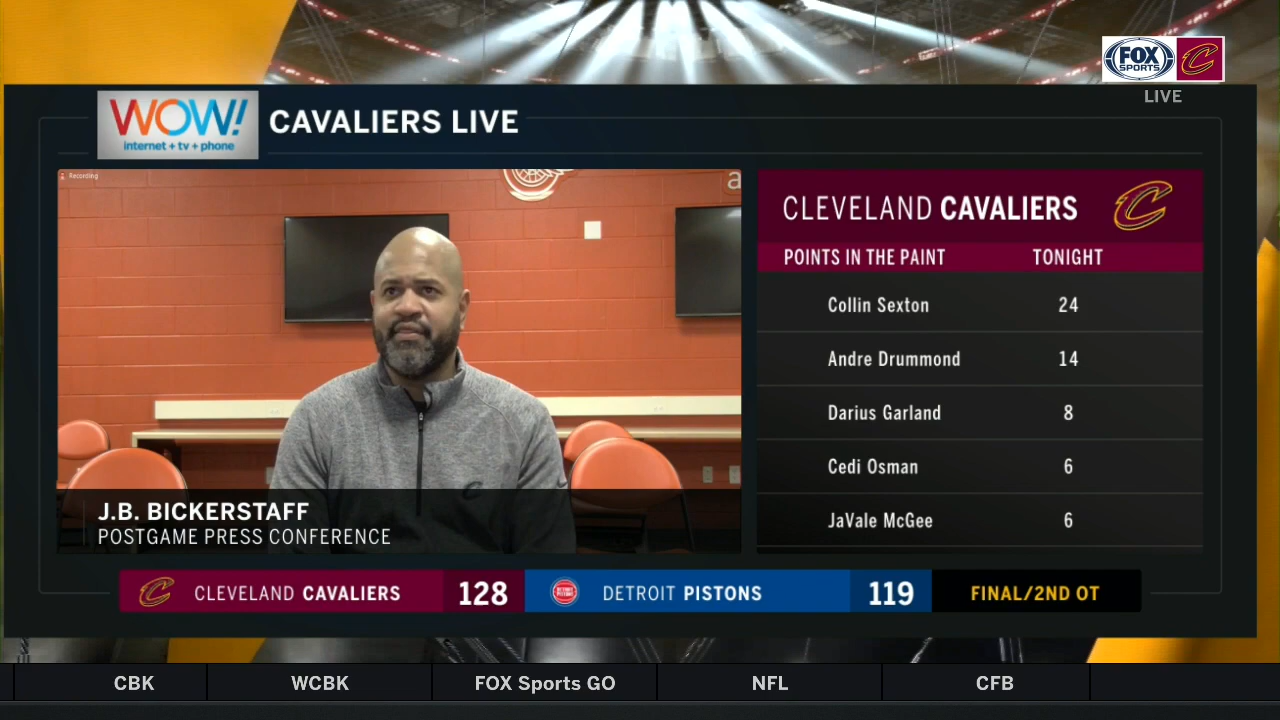 FOX
SPORTS
LIVE
WOW!
internet + tv + phone
CAVALIERS LIVE
Recording
a
CLEVELAND CAVALIERS
POINTS IN THE PAINT TONIGHT
Collin Sexton 24
Andre Drummond 14
Darius Garland 8
Cedi Osman 6
JaVale McGee 6
J.B. BICKERSTAFF
POSTGAME PRESS CONFERENCE
CLEVELAND CAVALIERS 128 DETROIT PISTONS 119 FINAL/2ND OT
CBK WCBK FOX Sports GO NFL CFB